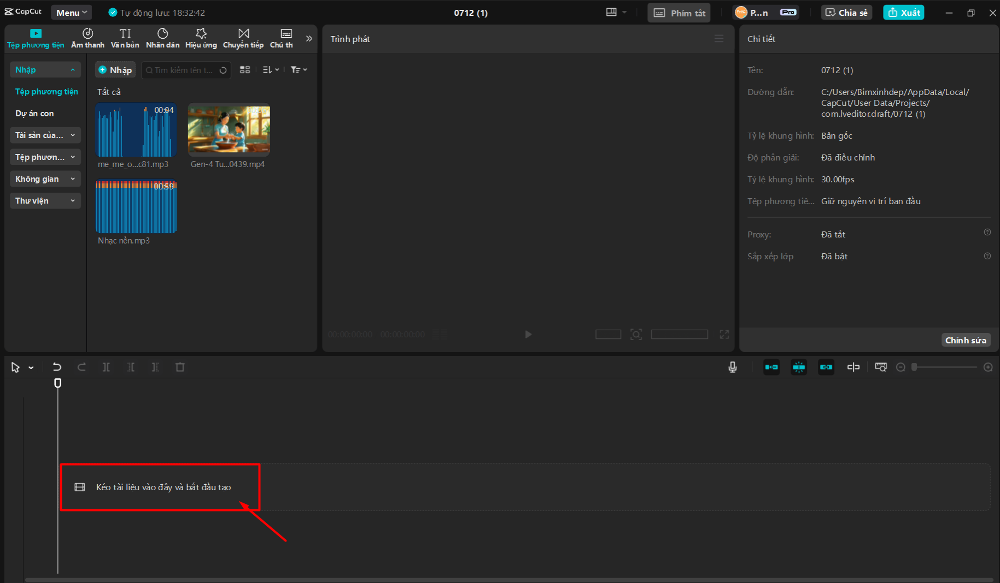 CapCut
Menu
Tự động lưu: 18:32:42
0712 (1)
Phím tắt
P...n
Pro
Chia sẻ
Xuất
Tệp phương tiện
Âm thanh
Văn bản
Nhãn dán
Hiệu ứng
Chuyển tiếp
Chú th
Trình phát
Chi tiết
Nhập
Tệp phương tiện
Dự án con
Tài sản của...
Tệp phươn...
Không gian
Thư viện
Nhập
Tìm kiếm tên t...
Tất cả
00:04
me_me_o...c81.mp3
Gen-4 Tu...0439.mp4
00:59
Nhạc nền.mp3
00:00:00:00
00:00:00:00
Tên:
0712 (1)
Đường dẫn:
C:/Users/Bimxinhdep/AppData/Local/
CapCut/User Data/Projects/
com.lveditor.draft/0712 (1)
Tỷ lệ khung hình:
Bản gốc
Độ phân giải:
Đã điều chỉnh
Tỷ lệ khung hình:
30.00fps
Tệp phương tiệ...
Giữ nguyên vị trí ban đầu
Proxy:
Đã tắt
Sắp xếp lớp
Đã bật
Chỉnh sửa
Kéo tài liệu vào đây và bắt đầu tạo